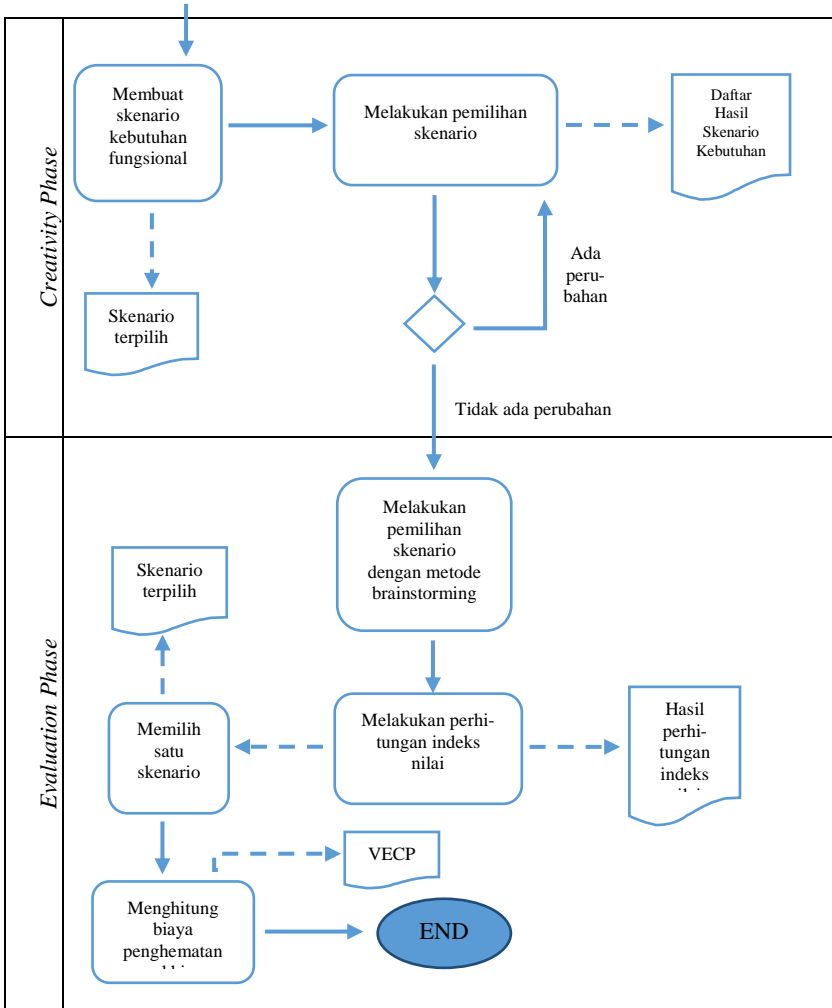 Creativity Phase
Membuat
skenario
kebutuhan
fungsional
Melakukan pemilihan
skenario
Daftar
Hasil
Skenario
Kebutuhan
Skenario
terpilih
Ada
peru-
bahan
Tidak ada perubahan
Evaluation Phase
Melakukan
pemilihan
skenario
dengan metode
brainstorming
Skenario
terpilih
Melakukan perhi-
tungan indeks
nilai
Hasil
perhi-
tungan
indeks
Memilih
satu
skenario
VECP
Menghitung
biaya
penghematan
END